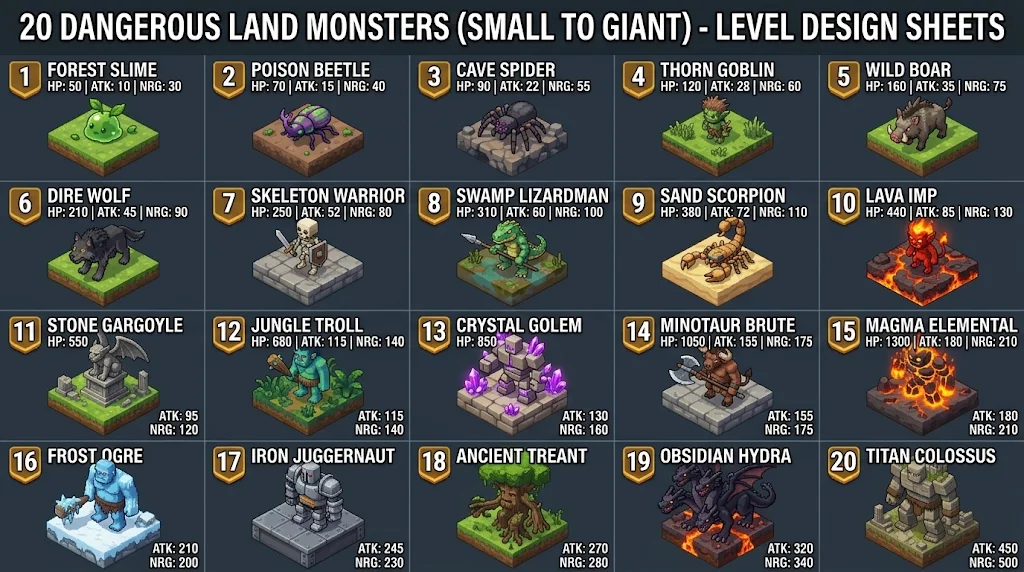 20 DANGEROUS LAND MONSTERS (SMALL TO GIANT) - LEVEL DESIGN SHEETS
1 FOREST SLIME
HP: 50 | ATK: 10 | NRG: 30
2 POISON BEETLE
HP: 70 | ATK: 15 | NRG: 40
3 CAVE SPIDER
HP: 90 | ATK: 22 | NRG: 55
4 THORN GOBLIN
HP: 120 | ATK: 28 | NRG: 60
5 WILD BOAR
HP: 160 | ATK: 35 | NRG: 75
6 DIRE WOLF
HP: 210 | ATK: 45 | NRG: 90
7 SKELETON WARRIOR
HP: 250 | ATK: 52 | NRG: 80
8 SWAMP LIZARDMAN
HP: 310 | ATK: 60 | NRG: 100
9 SAND SCORPION
HP: 380 | ATK: 72 | NRG: 110
10 LAVA IMP
HP: 440 | ATK: 85 | NRG: 130
11 STONE GARGOYLE
HP: 550
ATK: 95
NRG: 120
12 JUNGLE TROLL
HP: 680 | ATK: 115 | NRG: 140
ATK: 115
NRG: 140
13 CRYSTAL GOLEM
HP: 850
ATK: 130
NRG: 160
14 MINOTAUR BRUTE
HP: 1050 | ATK: 155 | NRG: 175
ATK: 155
NRG: 175
15 MAGMA ELEMENTAL
HP: 1300 | ATK: 180 | NRG: 210
ATK: 180
NRG: 210
16 FROST OGRE
ATK: 210
NRG: 200
17 IRON JUGGERNAUT
ATK: 245
NRG: 230
18 ANCIENT TREANT
ATK: 270
NRG: 280
19 OBSIDIAN HYDRA
ATK: 320
NRG: 340
20 TITAN COLOSSUS
ATK: 450
NRG: 500